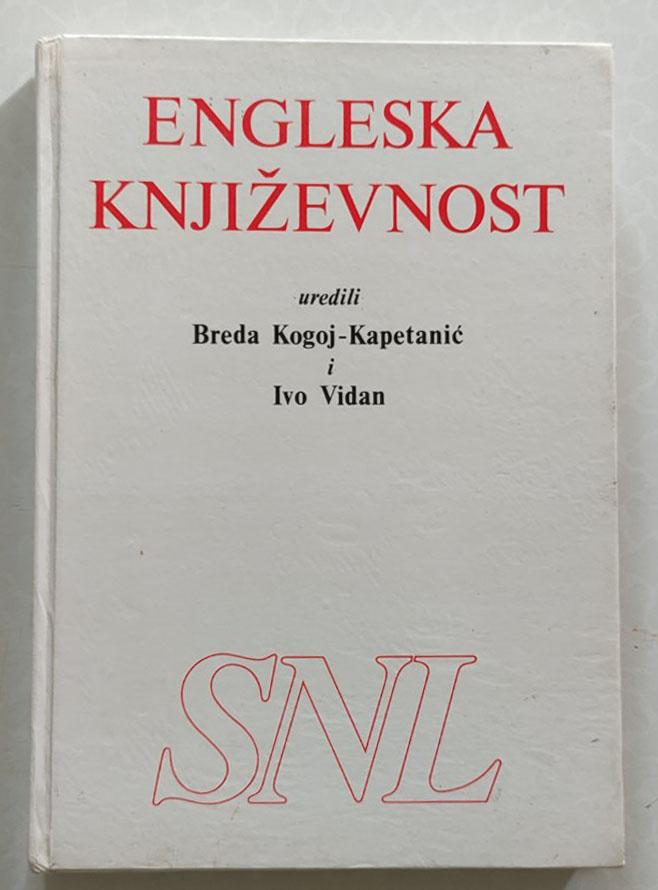 ENGLESKA
KNJIŽEVNOST
uredili
Breda Kogoj-Kapetanić
i
Ivo Vidan
SNL